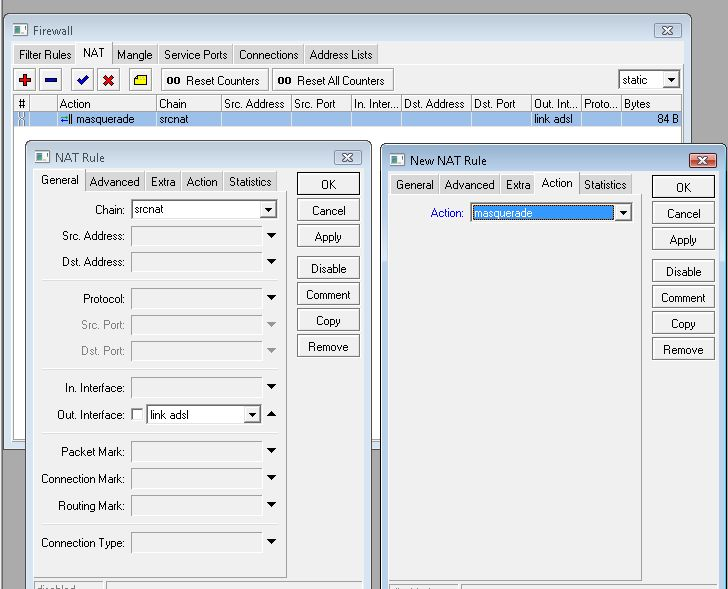 Firewall
Filter Rules NAT Mangle Service Ports Connections Address Lists
00 Reset Counters 00 Reset All Counters static
# Action Chain Src. Address Src. Port In. Inter... Dst. Address Dst. Port Out. Int... Proto... Bytes
X masquerade srcnat link adsl 84 B
NAT Rule
General Advanced Extra Action Statistics
Chain: srcnat
Src. Address:
Dst. Address:
Protocol:
Src. Port:
Dst. Port:
In. Interface:
Out. Interface: link adsl
Packet Mark:
Connection Mark:
Routing Mark:
Connection Type:
OK
Cancel
Apply
Disable
Comment
Copy
Remove
disabled
New NAT Rule
General Advanced Extra Action Statistics
Action: masquerade
OK
Cancel
Apply
Disable
Comment
Copy
Remove